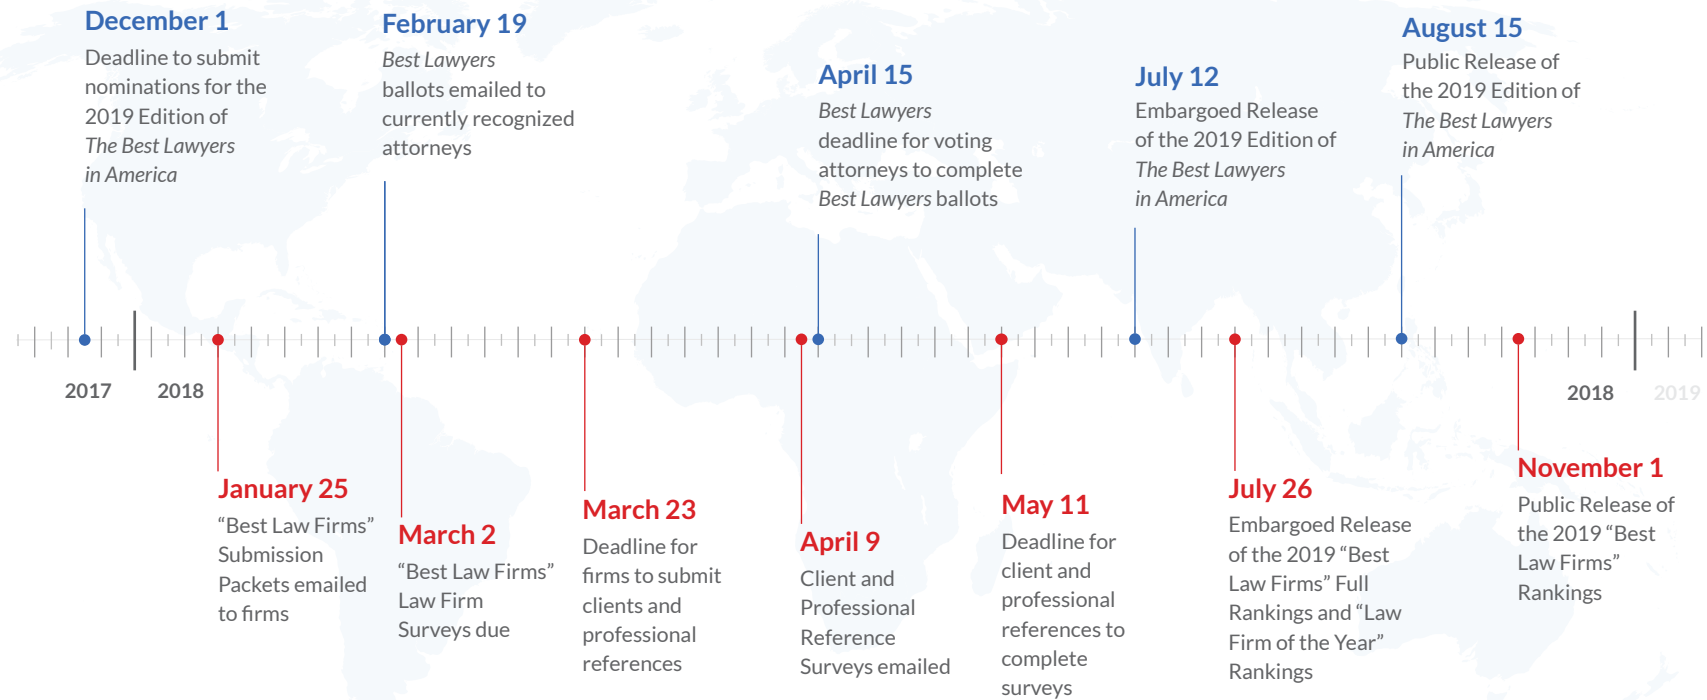 December 1
Deadline to submit
nominations for the
2019 Edition of
The Best Lawyers
in America
February 19
Best Lawyers
ballots emailed to
currently recognized
attorneys
April 15
Best Lawyers
deadline for voting
attorneys to complete
Best Lawyers ballots
July 12
Embargoed Release
of the 2019 Edition of
The Best Lawyers
in America
August 15
Public Release of
the 2019 Edition of
The Best Lawyers
in America
2017
2018
2018
2019
January 25
“Best Law Firms”
Submission
Packets emailed
to firms
March 2
“Best Law Firms”
Law Firm
Surveys due
March 23
Deadline for
firms to submit
clients and
professional
references
April 9
Client and
Professional
Reference
Surveys emailed
May 11
Deadline for
client and
professional
references to
complete
surveys
July 26
Embargoed Release
of the 2019 “Best
Law Firms” Full
Rankings and “Law
Firm of the Year”
Rankings
November 1
Public Release of
the 2019 “Best
Law Firms”
Rankings